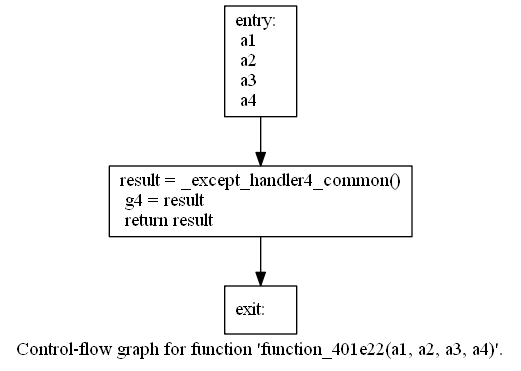 entry:
a1
a2
a3
a4
result = _except_handler4_common()
g4 = result
return result
exit:
Control-flow graph for function 'function_401e22(a1, a2, a3, a4)'.